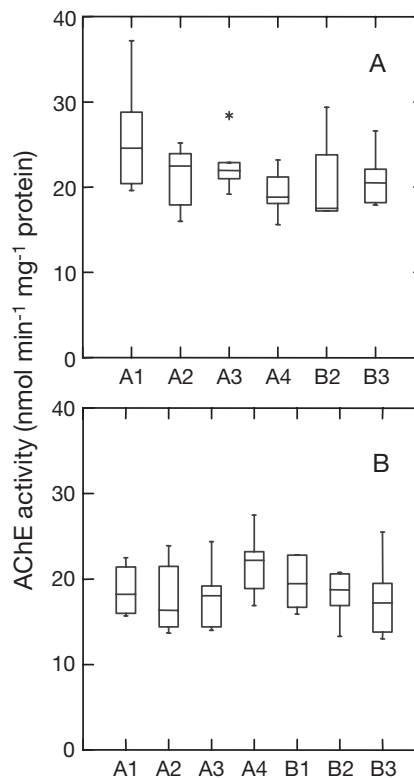 AChE activity (nmol min⁻¹ mg⁻¹ protein)
40
A
30
*
20
10
0
A1 A2 A3 A4 B2 B3
40
B
30
20
10
0
A1 A2 A3 A4 B1 B2 B3